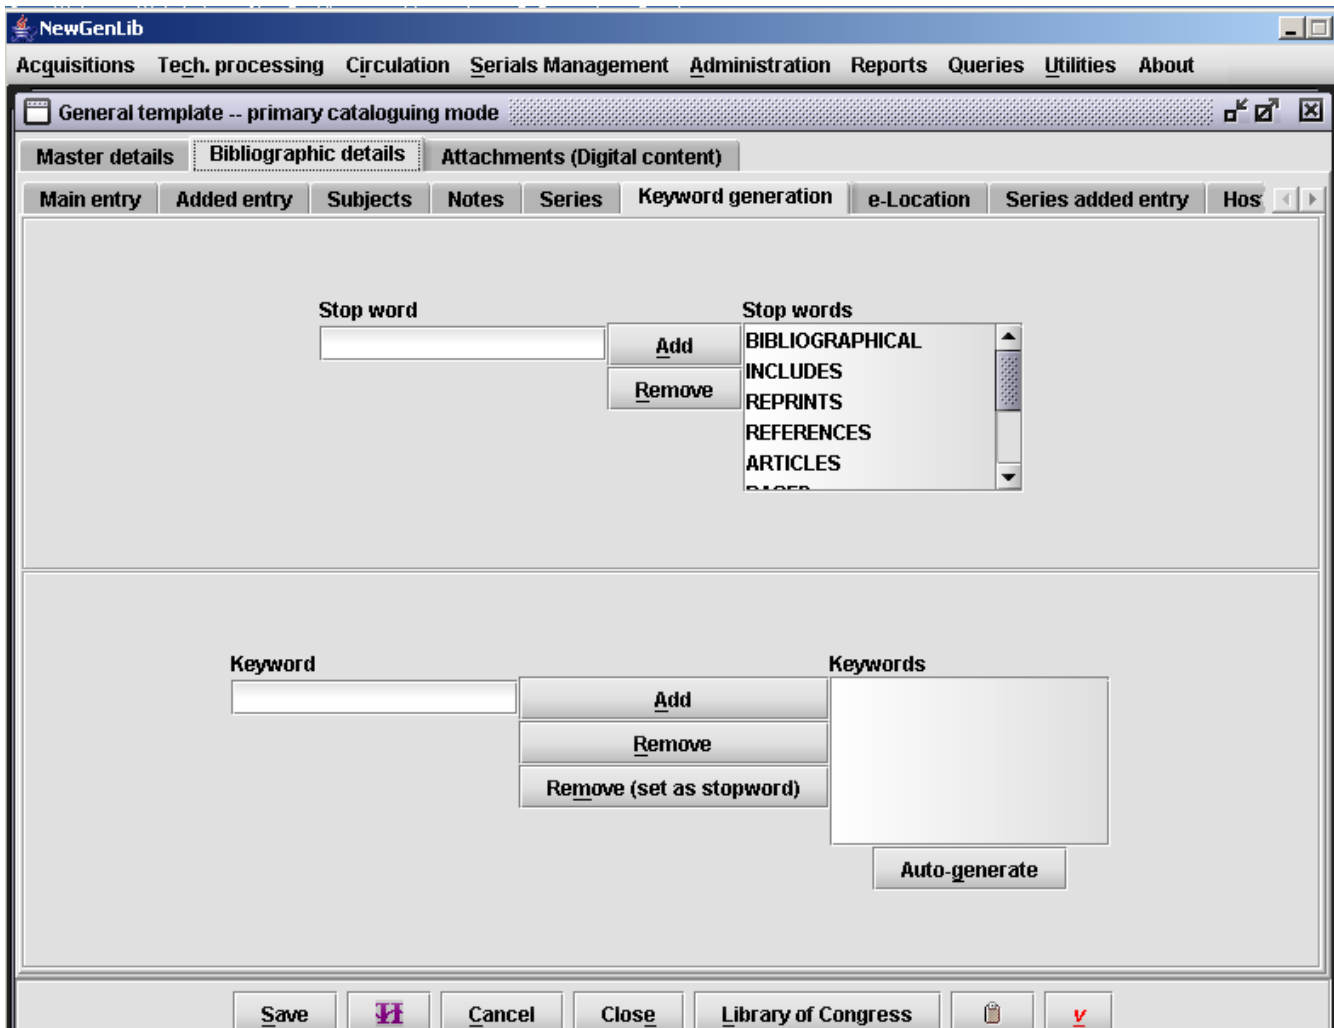 NewGenLib
Acquisitions Tech. processing Circulation Serials Management Administration Reports Queries Utilities About
General template -- primary cataloguing mode
Master details Bibliographic details Attachments (Digital content)
Main entry Added entry Subjects Notes Series Keyword generation e-Location Series added entry Hos
Stop word Stop words
Add
Remove
BIBLIOGRAPHICAL
INCLUDES
REPRINTS
REFERENCES
ARTICLES
Keyword Keywords
Add
Remove
Remove (set as stopword)
Auto-generate
Save Cancel Close Library of Congress v